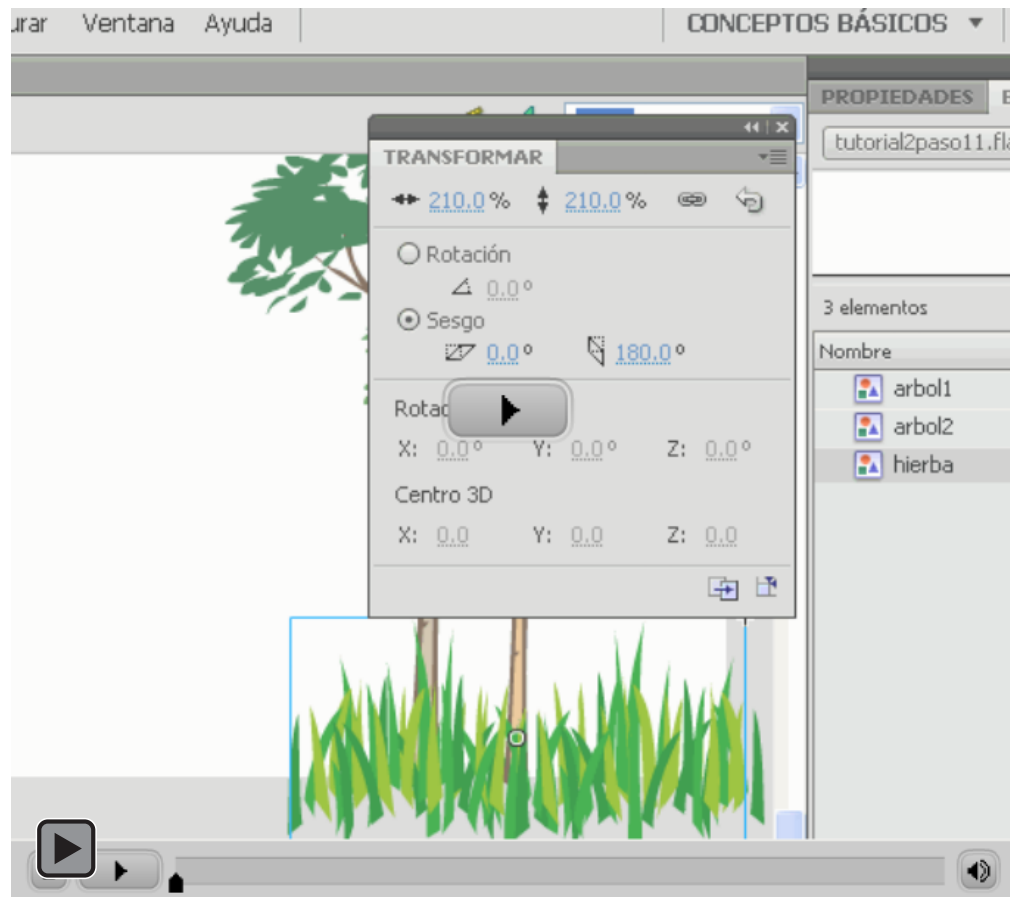 Ventana Ayuda
CONCEPTOS BÁSICOS
PROPIEDADES
tutorial2paso11.fla
TRANSFORMAR
210.0 % 210.0 %
Rotación
0.0 °
Sesgo
0.0 ° 180.0 °
X: 0.0 ° Y: 0.0 ° Z: 0.0 °
Centro 3D
X: 0.0 Y: 0.0 Z: 0.0
3 elementos
Nombre
arbol1
arbol2
hierba